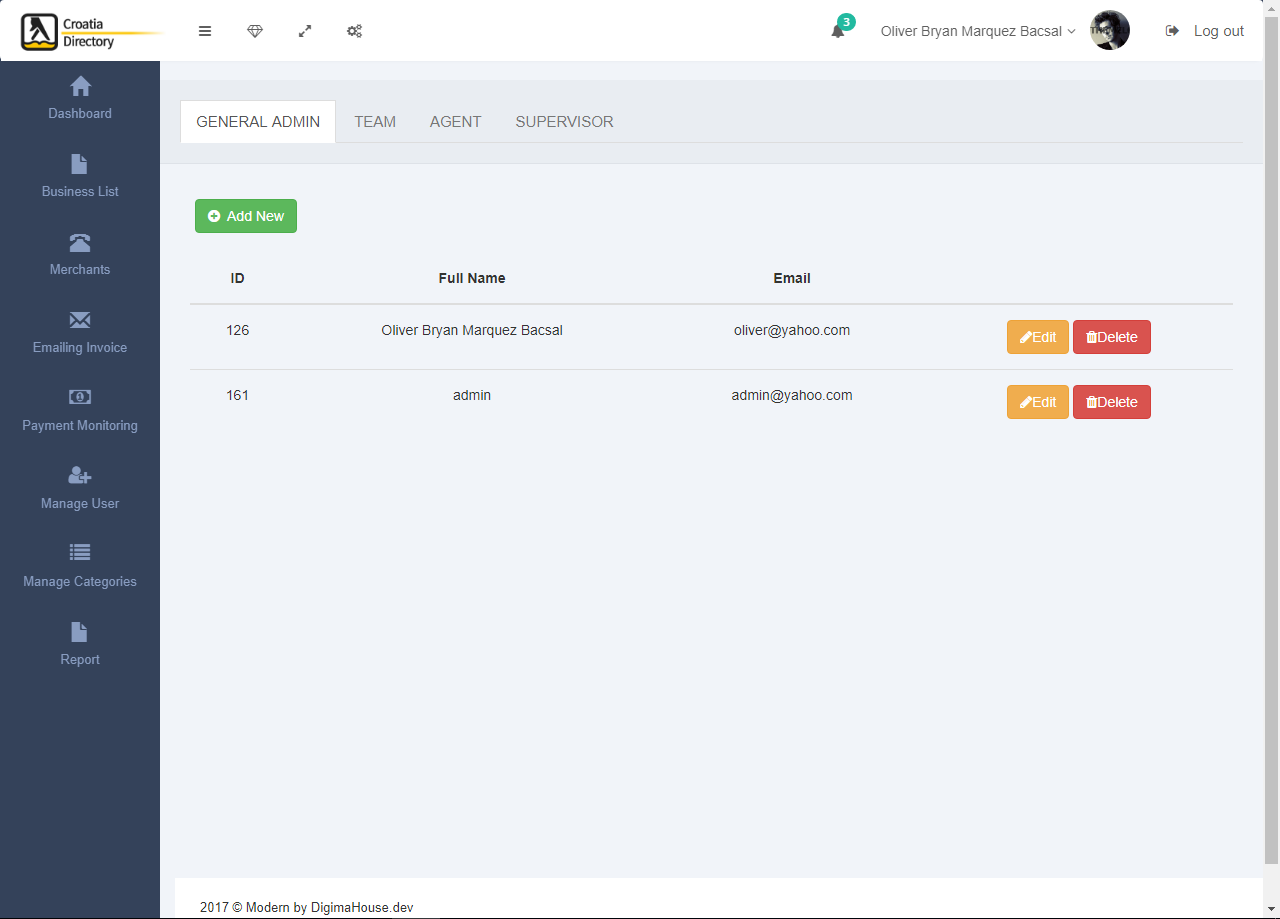 Croatia
Directory
3
Oliver Bryan Marquez Bacsal
Log out
Dashboard
Business List
Merchants
Emailing Invoice
Payment Monitoring
Manage User
Manage Categories
Report
GENERAL ADMIN TEAM AGENT SUPERVISOR
Add New
ID Full Name Email
126 Oliver Bryan Marquez Bacsal oliver@yahoo.com Edit Delete
161 admin admin@yahoo.com Edit Delete
2017 © Modern by DigimaHouse.dev